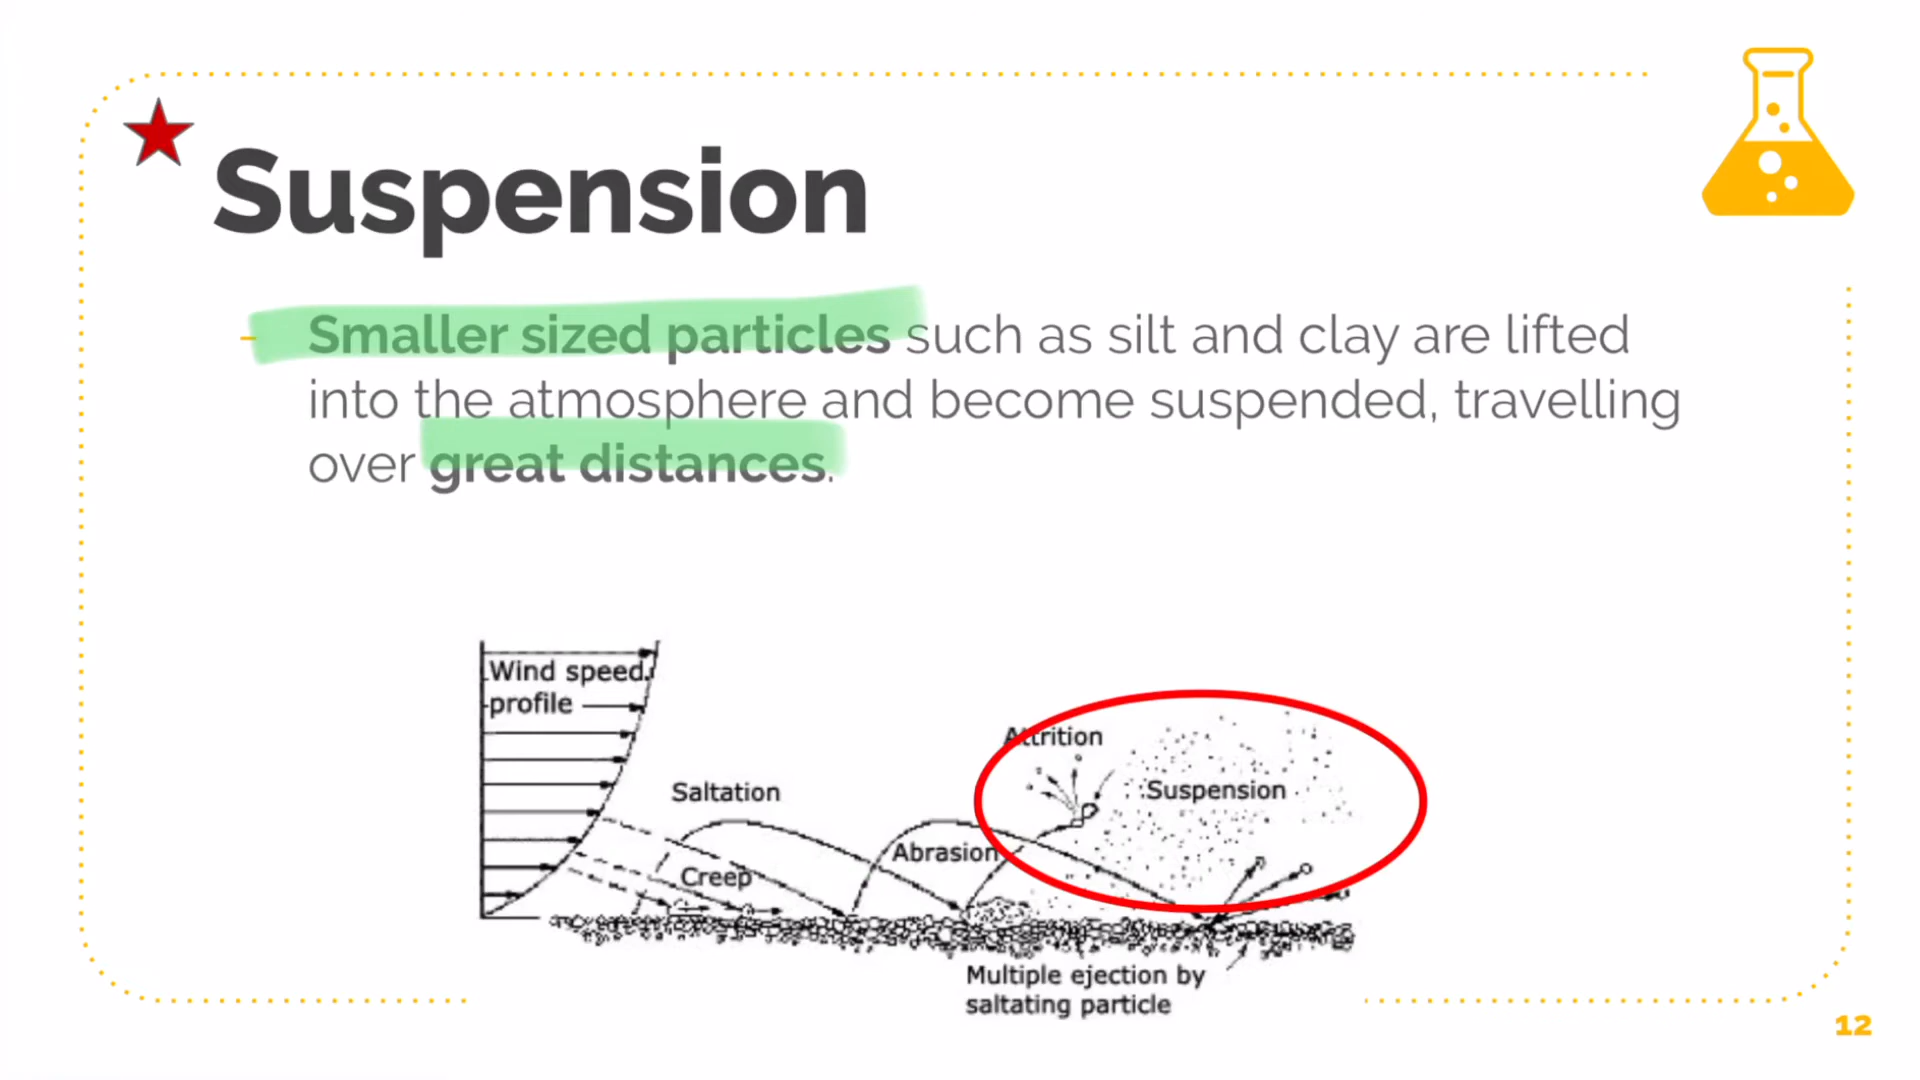 Suspension
- Smaller sized particles such as silt and clay are lifted
into the atmosphere and become suspended, travelling
over great distances.
Wind speed
profile
Attrition
Saltation
Suspension
Abrasion
Creep
Multiple ejection by
saltating particle
12